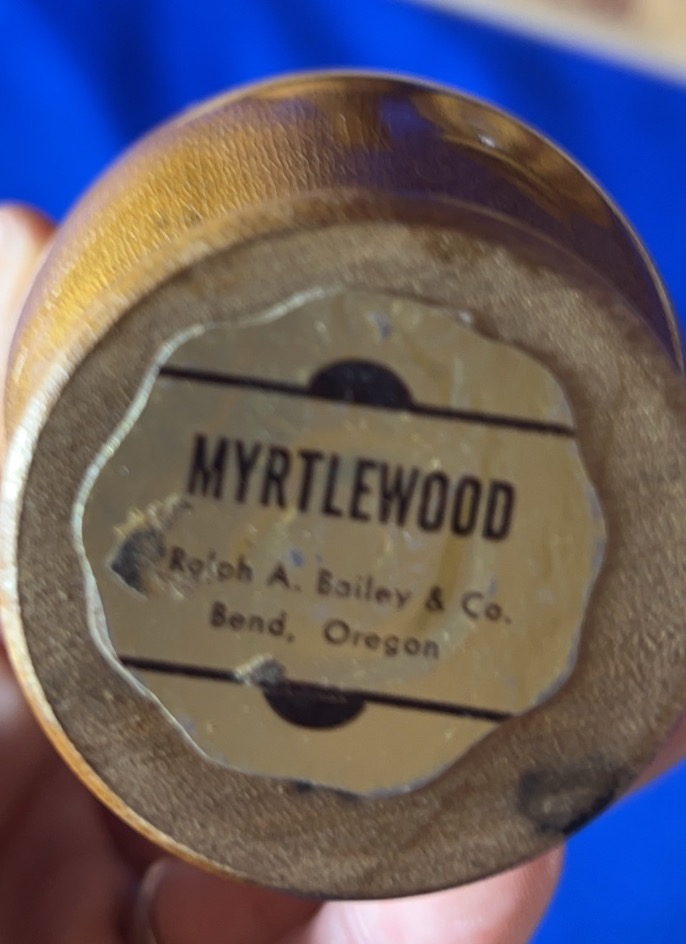 MYRTLEWOOD
Ralph A. Bailey & Co.
Bend, Oregon